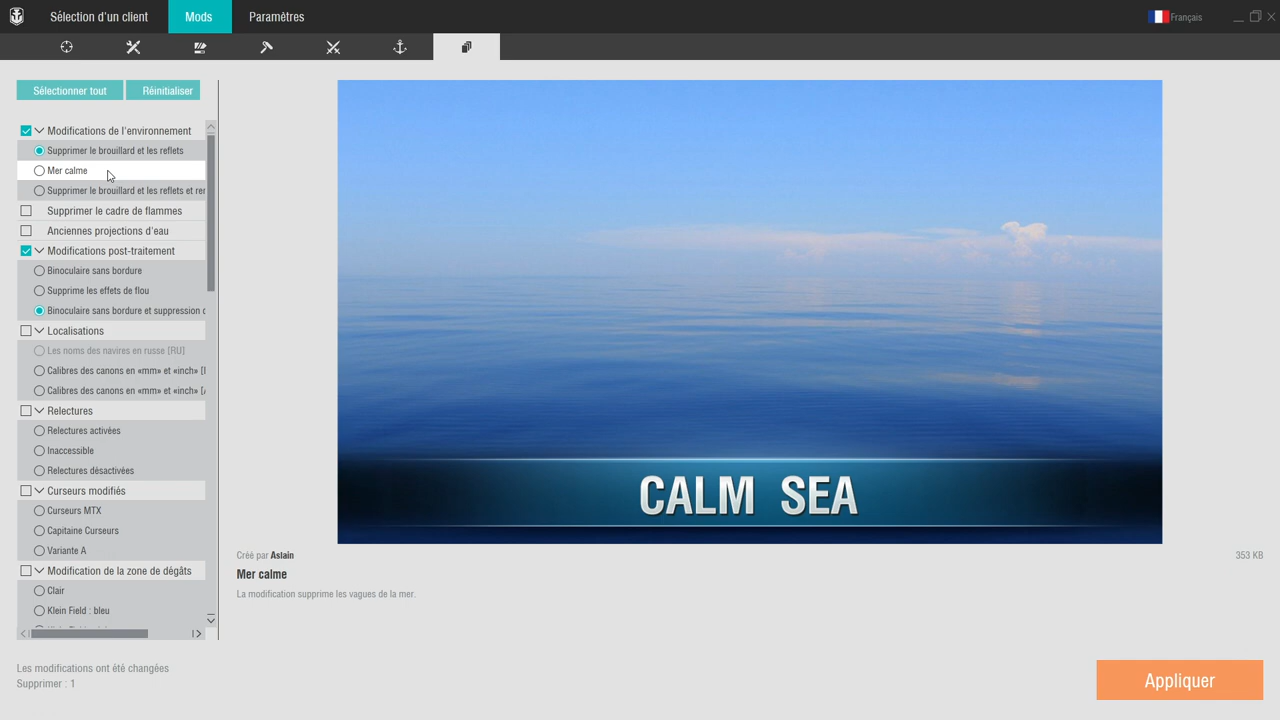 Sélection d'un client
Mods
Paramètres
Français
Sélectionner tout
Réinitialiser
Modifications de l'environnement
Supprimer le brouillard et les reflets
Mer calme
Supprimer le brouillard et les reflets et
Supprimer le cadre de flammes
Anciennes projections d'eau
Modifications post-traitement
Binoculaire sans bordure
Supprime les effets de flou
Binoculaire sans bordure et suppression
Localisations
Les noms des navires en russe [RU]
Calibres des canons en «mm» et «inch»
Calibres des canons en «mm» et «inch»
Relectures
Relectures activées
Inaccessible
Relectures désactivées
Curseurs modifiés
Curseurs MTX
Capitaine Curseurs
Variante A
Modification de la zone de dégâts
Clair
Klein Field : bleu
CALM SEA
Créé par Aslain
353 KB
Mer calme
La modification supprime les vagues de la mer.
Les modifications ont été changées
Supprimer : 1
Appliquer